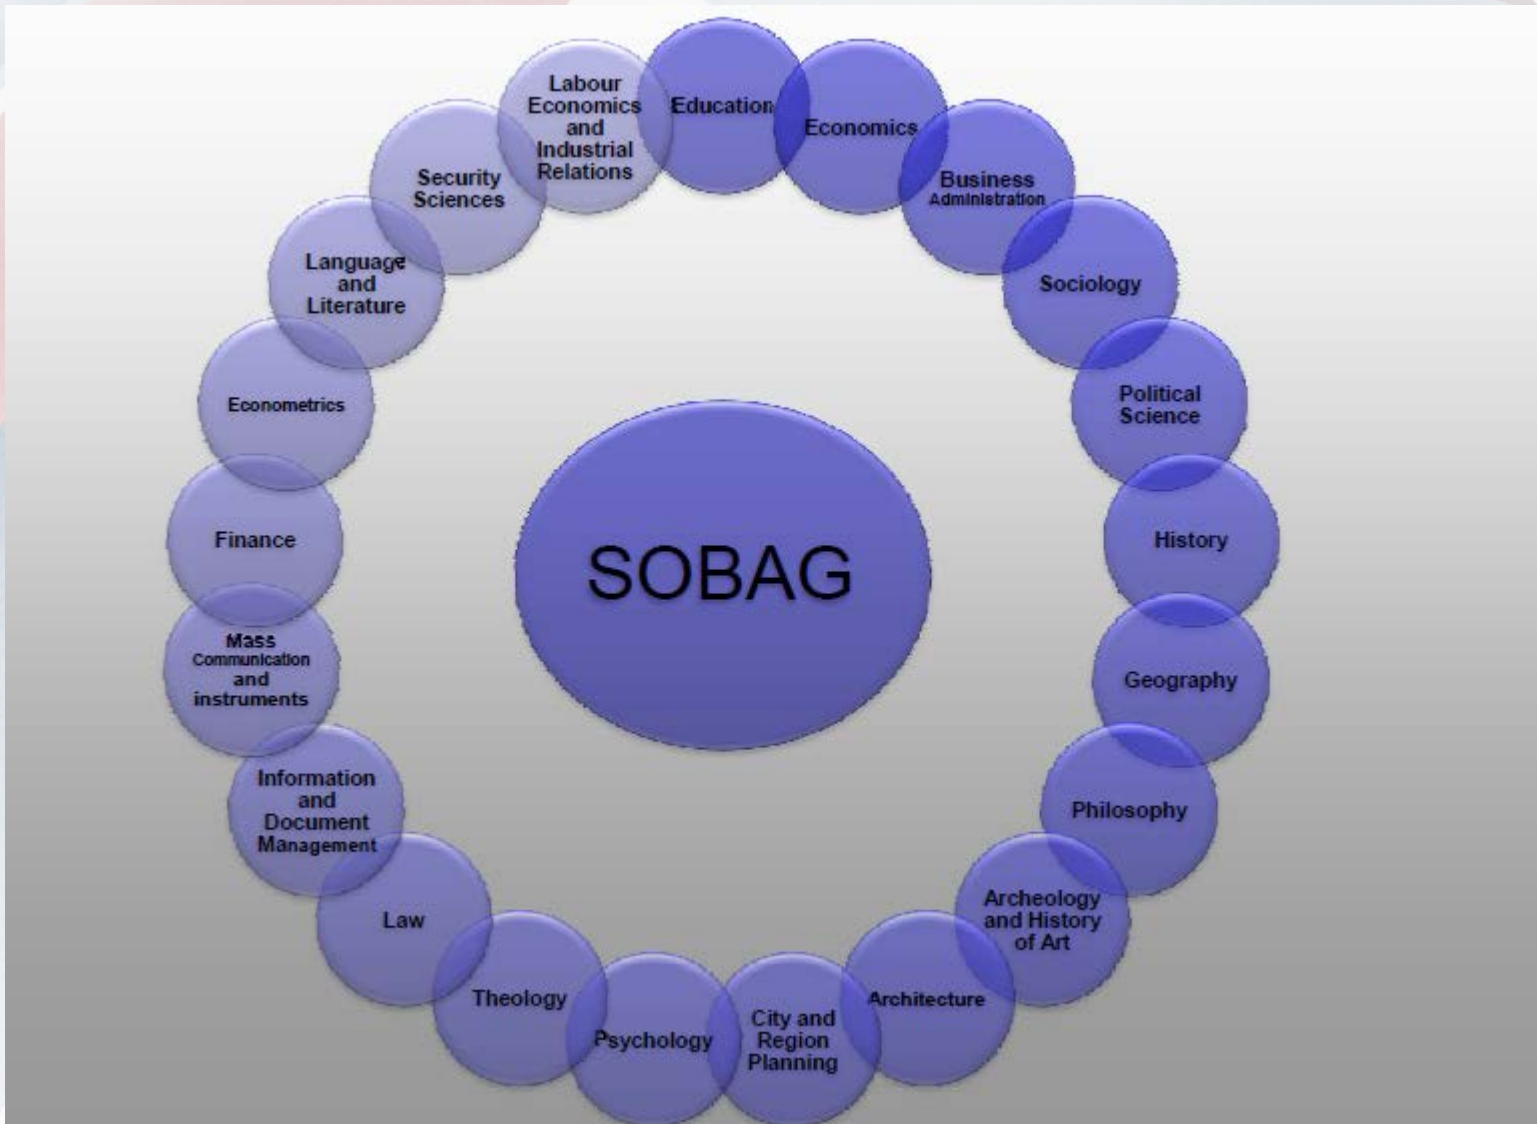 Education
Economics
Business
Administration
Sociology
Political
Science
History
Geography
Philosophy
Archeology
and History
of Art
Architecture
City and
Region
Planning
Psychology
Theology
Law
Information
and
Document
Management
Mass
Communication
and
instruments
Finance
Econometrics
Language
and
Literature
Security
Sciences
Labour
Economics
and
Industrial
Relations
SOBAG